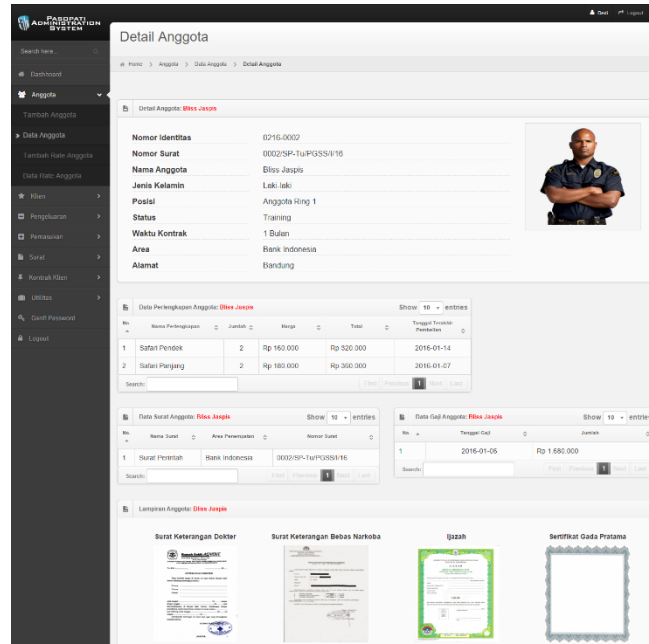 PASOPATI
ADMINISTRATION
SYSTEM
Desi
Logout
Detail Anggota
Search here...
Home > Anggota > Data Anggota > Detail Anggota
Dashboard
Anggota
Tambah Anggota
Data Anggota
Tambah Rate Anggota
Data Rate Anggota
Klien
Pengeluaran
Pemasukan
Surat
Kontrak Klien
Utilitas
Ganti Password
Logout
Detail Anggota: Bliss Jaspis
Nomor Identitas 0216-0002
Nomor Surat 0002/SP-Tu/PGSS/I/16
Nama Anggota Bliss Jaspis
Jenis Kelamin Laki-laki
Posisi Anggota Ring 1
Status Training
Waktu Kontrak 1 Bulan
Area Bank Indonesia
Alamat Bandung
Data Perlengkapan Anggota: Bliss Jaspis Show 10 entries
No. Nama Perlengkapan Jumlah Harga Total Tanggal Terakhir Pembelian
1 Safari Pendek 2 Rp 160.000 Rp 320.000 2016-01-14
2 Safari Panjang 2 Rp 180.000 Rp 360.000 2016-01-07
Search: First Previous 1 Next Last
Data Surat Anggota: Bliss Jaspis Show 10 entries
No. Nama Surat Area Penempatan Nomor Surat
1 Surat Perintah Bank Indonesia 0002/SP-Tu/PGSS/I/16
Search: First Previous 1 Next Last
Data Gaji Anggota: Bliss Jaspis Show 10 entries
No. Tanggal Gaji Jumlah
1 2016-01-06 Rp 1.680.000
Search: First Previous 1 Next Last
Lampiran Anggota: Bliss Jaspis
Surat Keterangan Dokter
Surat Keterangan Bebas Narkoba
Ijazah
Sertifikat Gada Pratama